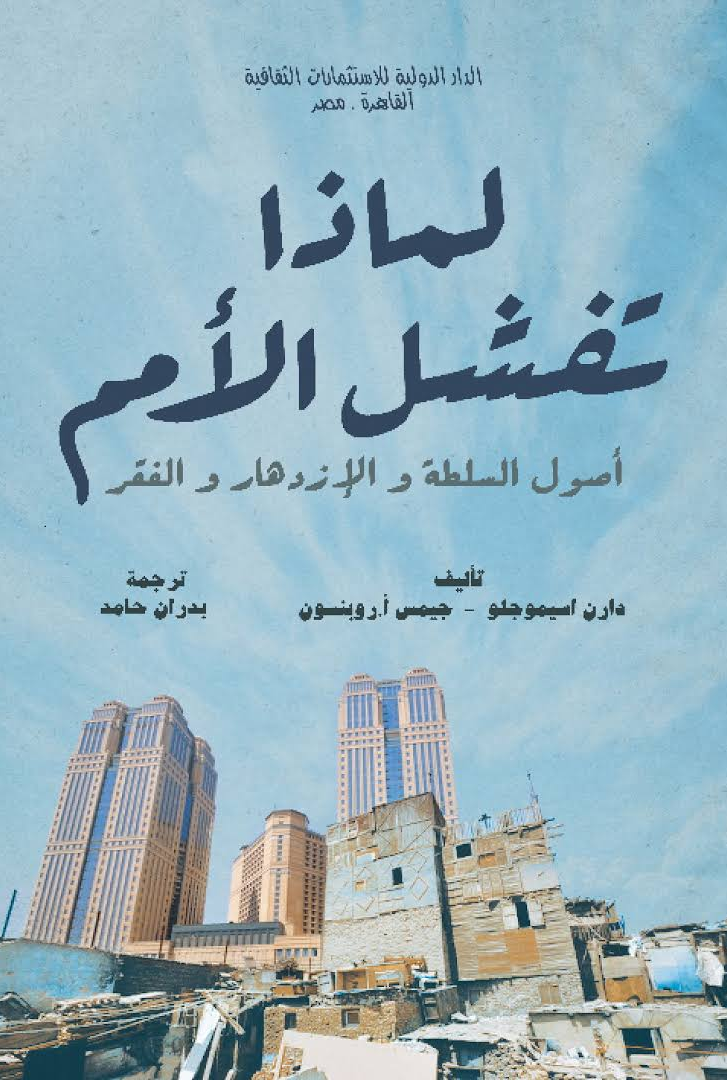 الدار الدولية للاستثمارات الثقافية
القاهرة . مصر
لماذا
تفشل الأمم
أصول السلطة و الإزدهار و الفقر
تأليف
دارن اسيموجلو - جيمس أ.روبنسون
ترجمة
بدران حامد